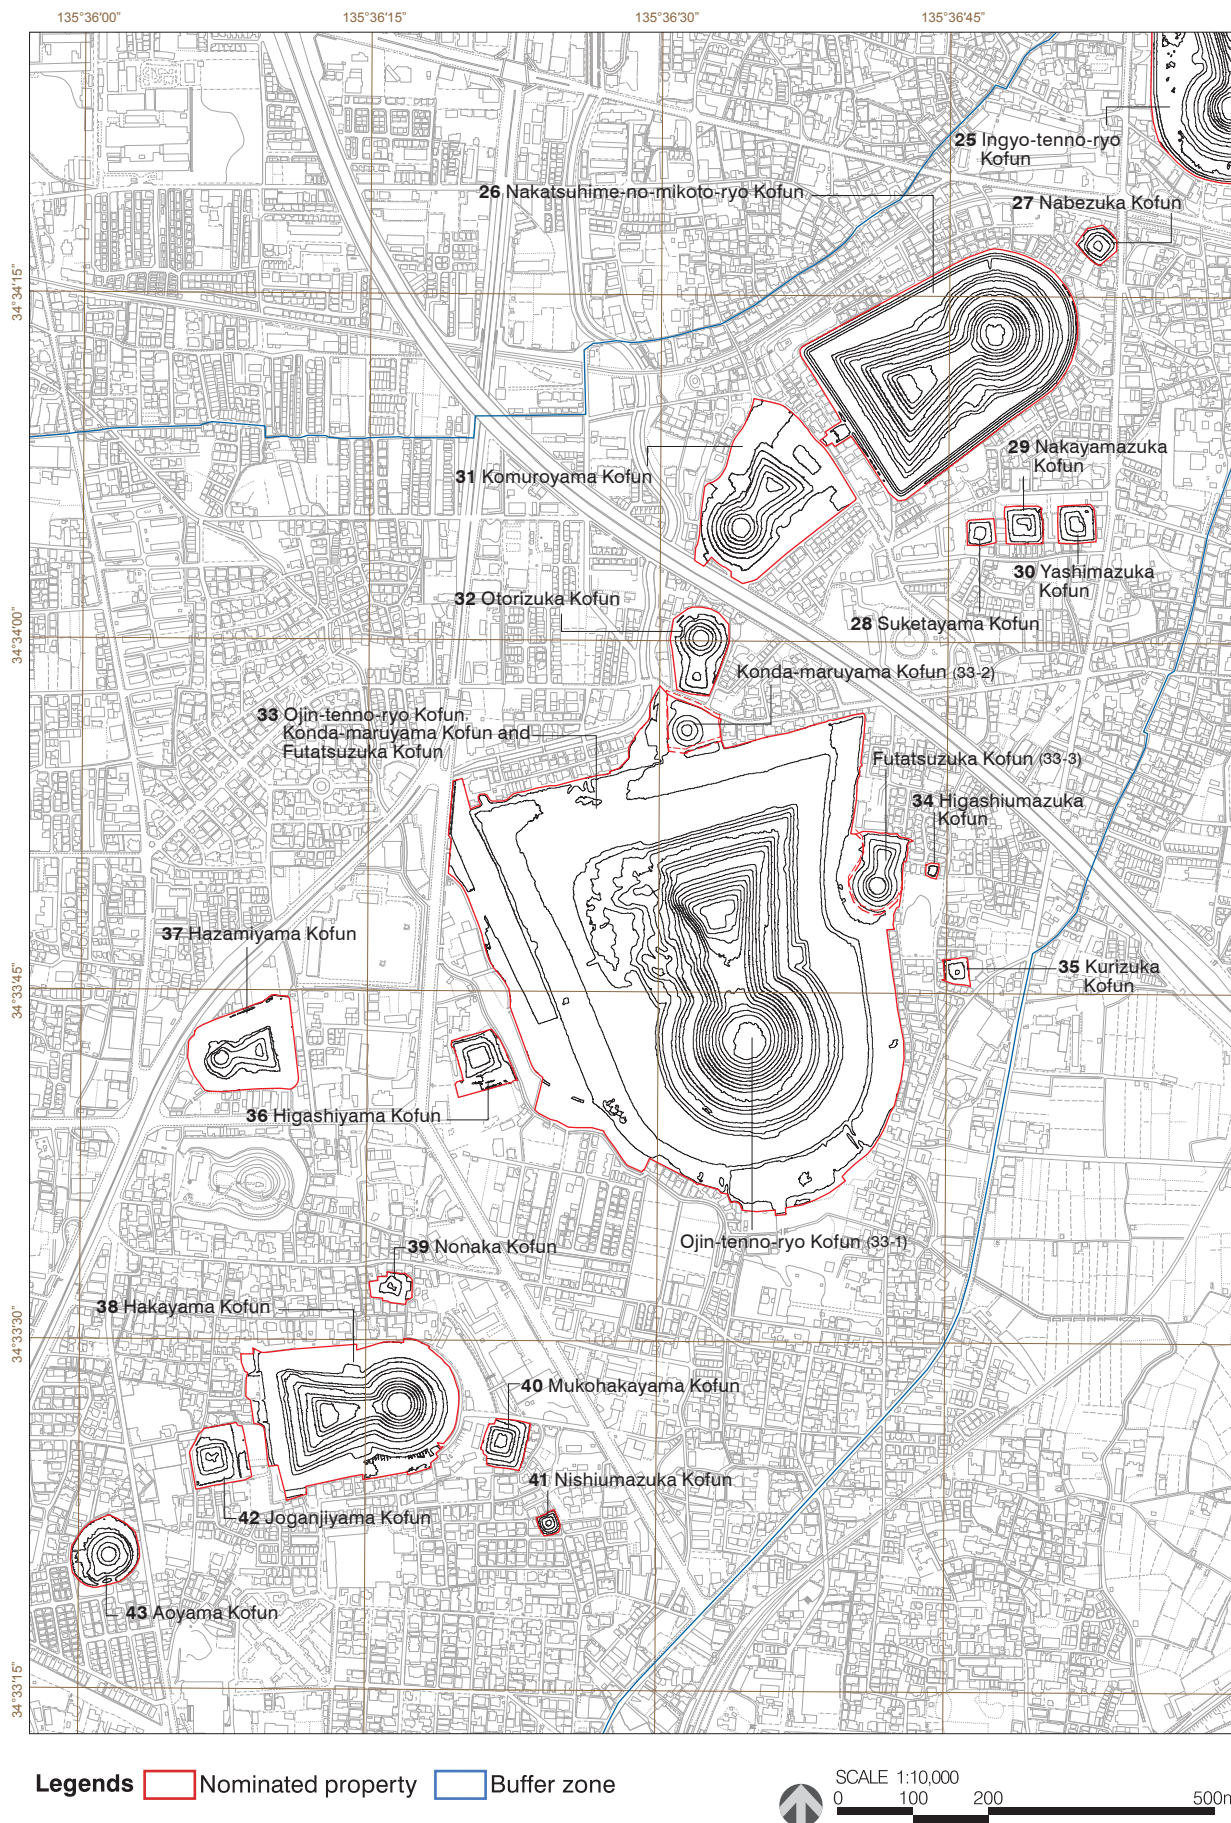 135°36'00"
135°36'15"
135°36'30"
135°36'45"
25 Ingyo-tenno-ryo
Kofun
26 Nakatsuhime-no-mikoto-ryo Kofun
27 Nabezuka Kofun
34°34'15"
29 Nakayamazuka
Kofun
31 Komuroyama Kofun
30 Yashimazuka
Kofun
32 Otorizuka Kofun
28 Suketayama Kofun
34°34'00"
Konda-maruyama Kofun (33-2)
33 Ojin-tenno-ryo Kofun,
Konda-maruyama Kofun and
Futatsuzuka Kofun
Futatsuzuka Kofun (33-3)
34 Higashiumazuka
Kofun
37 Hazamiyama Kofun
35 Kurizuka
Kofun
34°33'45"
36 Higashiyama Kofun
Ojin-tenno-ryo Kofun (33-1)
39 Nonaka Kofun
38 Hakayama Kofun
34°33'30"
40 Mukohakayama Kofun
41 Nishiumazuka Kofun
42 Joganjiyama Kofun
43 Aoyama Kofun
34°33'15"
Legends Nominated property Buffer zone
SCALE 1:10,000
0 100 200 500m